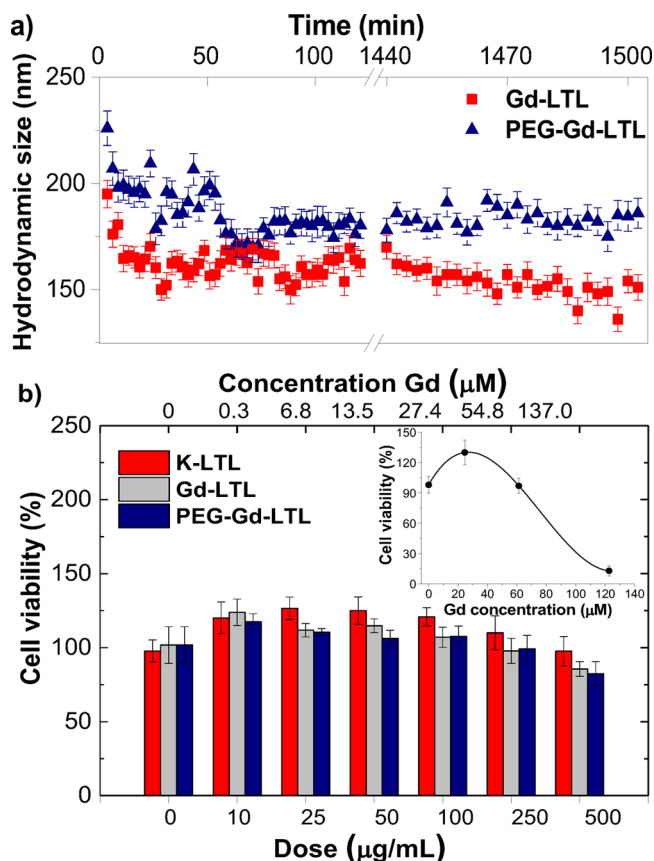 a)
Time (min)
0 50 100 1440 1470 1500
Hydrodynamic size (nm)
250
200
150
Gd-LTL
PEG-Gd-LTL
b)
Concentration Gd (μM)
0 0.3 6.8 13.5 27.4 54.8 137.0
Cell viability (%)
250
200
150
100
50
0
K-LTL
Gd-LTL
PEG-Gd-LTL
Cell viability (%)
150
120
90
60
30
0
0 20 40 60 80 100 120 140
Gd concentration (μM)
0 10 25 50 100 250 500
Dose (μg/mL)